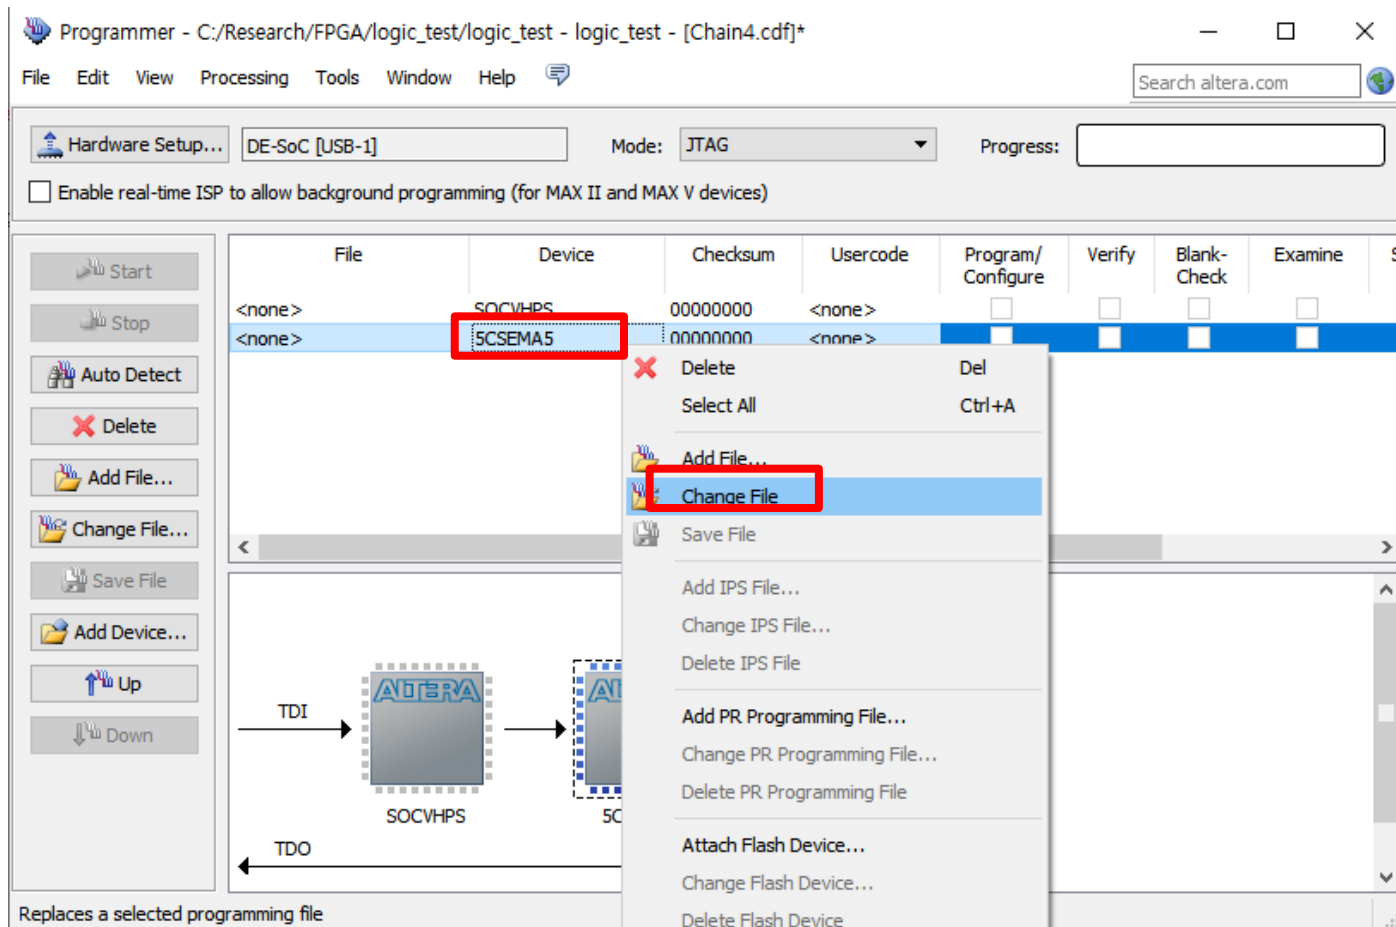 Programmer - C:/Research/FPGA/logic_test/logic_test - logic_test - [Chain4.cdf]*
File Edit View Processing Tools Window Help
Search altera.com
Hardware Setup... DE-SoC [USB-1] Mode: JTAG Progress:
Enable real-time ISP to allow background programming (for MAX II and MAX V devices)
Start
Stop
Auto Detect
Delete
Add File...
Change File...
Save File
Add Device...
Up
Down
File Device Checksum Usercode Program/ Configure Verify Blank- Check Examine
<none> SOCVHPS 00000000 <none>
<none> 5CSEMA5 00000000 <none>
Delete Del
Select All Ctrl+A
Add File...
Change File
Save File
Add IPS File...
Change IPS File...
Delete IPS File
Add PR Programming File...
Change PR Programming File...
Delete PR Programming File
Attach Flash Device...
Change Flash Device...
Delete Flash Device
TDI
ALTERA
SOCVHPS
TDO
Replaces a selected programming file